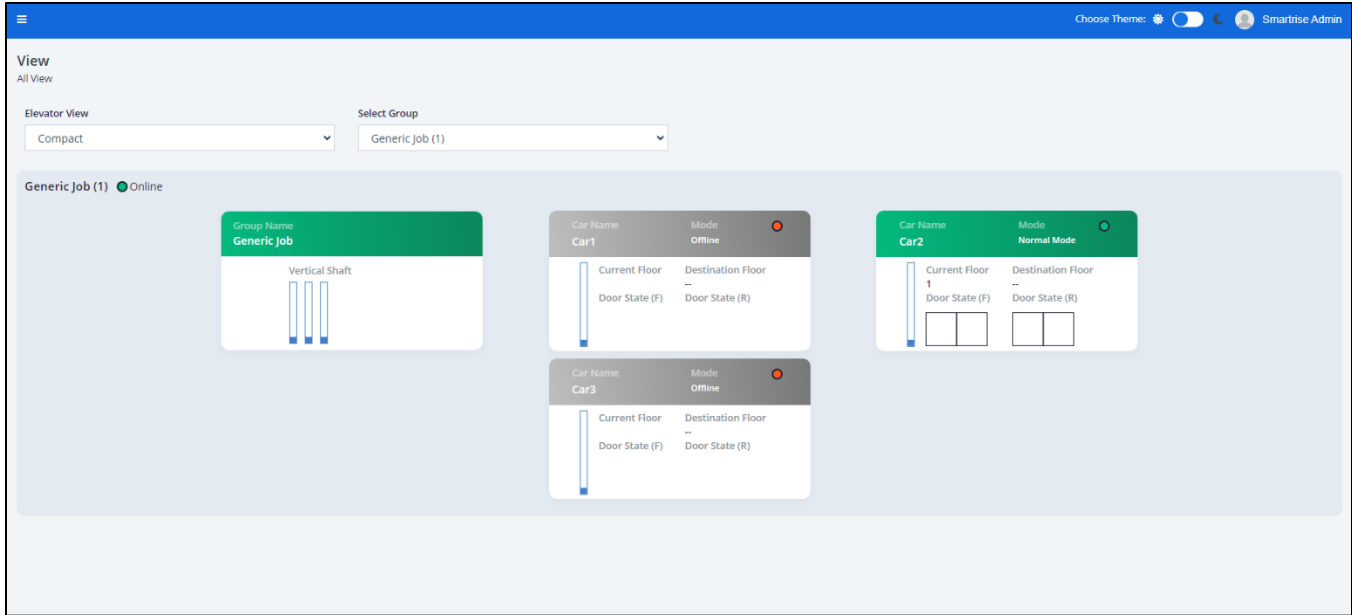 Choose Theme:
Smartrise Admin
View
All View
Elevator View
Select Group
Compact
Generic Job (1)
Generic Job (1) Online
Group Name
Generic Job
Vertical Shaft
Car Name Mode
Car1 Offline
Current Floor Destination Floor
--
Door State (F) Door State (R)
Car Name Mode
Car2 Normal Mode
Current Floor Destination Floor
1 --
Door State (F) Door State (R)
Car Name Mode
Car3 Offline
Current Floor Destination Floor
--
Door State (F) Door State (R)